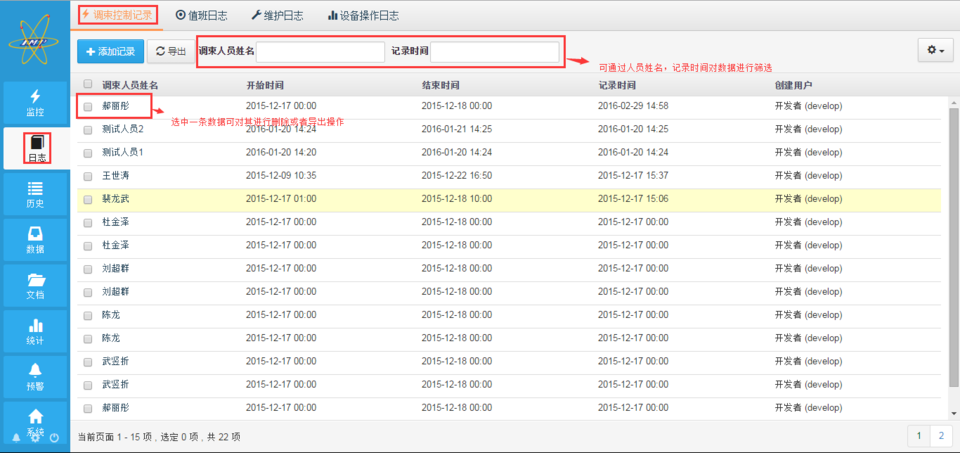 调束控制记录 值班日志 维护日志 设备操作日志
添加记录 导出 调束人员姓名 记录时间
可通过人员姓名，记录时间对数据进行筛选
调束人员姓名 开始时间 结束时间 记录时间 创建用户
郝丽彤 2015-12-17 00:00 2015-12-18 00:00 2016-02-29 14:58 开发者 (develop)
选中一条数据可对其进行删除或者导出操作
测试人员2 2016-01-20 14:24 2016-01-21 14:25 2016-01-20 14:25 开发者 (develop)
测试人员1 2016-01-20 14:24 2016-01-20 14:24 2016-01-20 14:24 开发者 (develop)
王世涛 2015-12-09 10:35 2015-12-22 16:50 2015-12-17 15:37 开发者 (develop)
裴龙武 2015-12-17 01:00 2015-12-18 10:00 2015-12-17 15:06 开发者 (develop)
杜金泽 2015-12-17 00:00 2015-12-18 00:00 2015-12-17 00:00 开发者 (develop)
杜金泽 2015-12-17 00:00 2015-12-18 00:00 2015-12-17 00:00 开发者 (develop)
刘超群 2015-12-17 00:00 2015-12-18 00:00 2015-12-17 00:00 开发者 (develop)
刘超群 2015-12-17 00:00 2015-12-18 00:00 2015-12-17 00:00 开发者 (develop)
陈龙 2015-12-17 00:00 2015-12-18 00:00 2015-12-17 00:00 开发者 (develop)
陈龙 2015-12-17 00:00 2015-12-18 00:00 2015-12-17 00:00 开发者 (develop)
武竖折 2015-12-17 00:00 2015-12-18 00:00 2015-12-17 00:00 开发者 (develop)
武竖折 2015-12-17 00:00 2015-12-18 00:00 2015-12-17 00:00 开发者 (develop)
郝丽彤 2015-12-17 00:00 2015-12-18 00:00 2015-12-17 00:00 开发者 (develop)
当前页面 1 - 15 项 , 选定 0 项 , 共 22 项
1 2
监控
日志
历史
数据
文档
统计
预警
系统